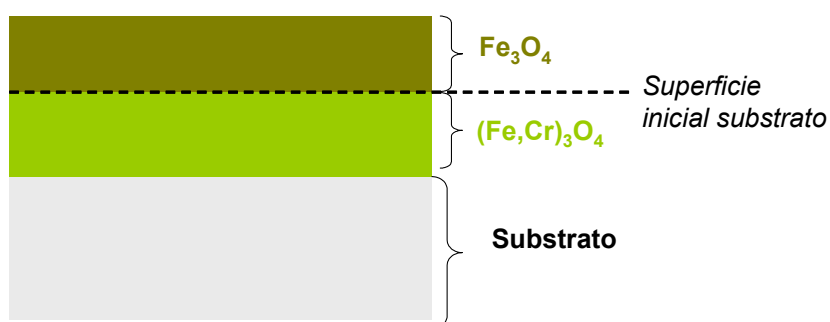 Fe₃O₄
Superficie
inicial substrato
(Fe,Cr)₃O₄
Substrato